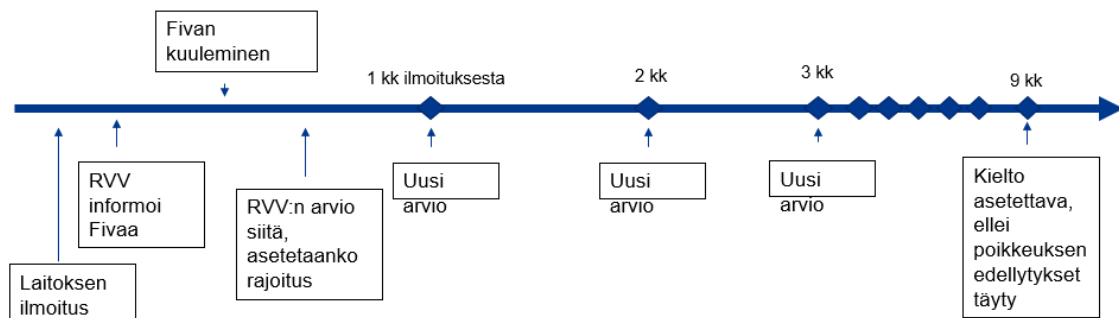 Fivan
kuuleminen
1 kk ilmoituksesta
2 kk
3 kk
9 kk
Laitoksen
ilmoitus
RVV
informoi
Fivaa
RVV:n arvio
siitä,
asetetaanko
rajoitus
Uusi
arvio
Uusi
arvio
Uusi
arvio
Kielto
asetettava,
ellei
poikkeuksen
edellytykset
täyty